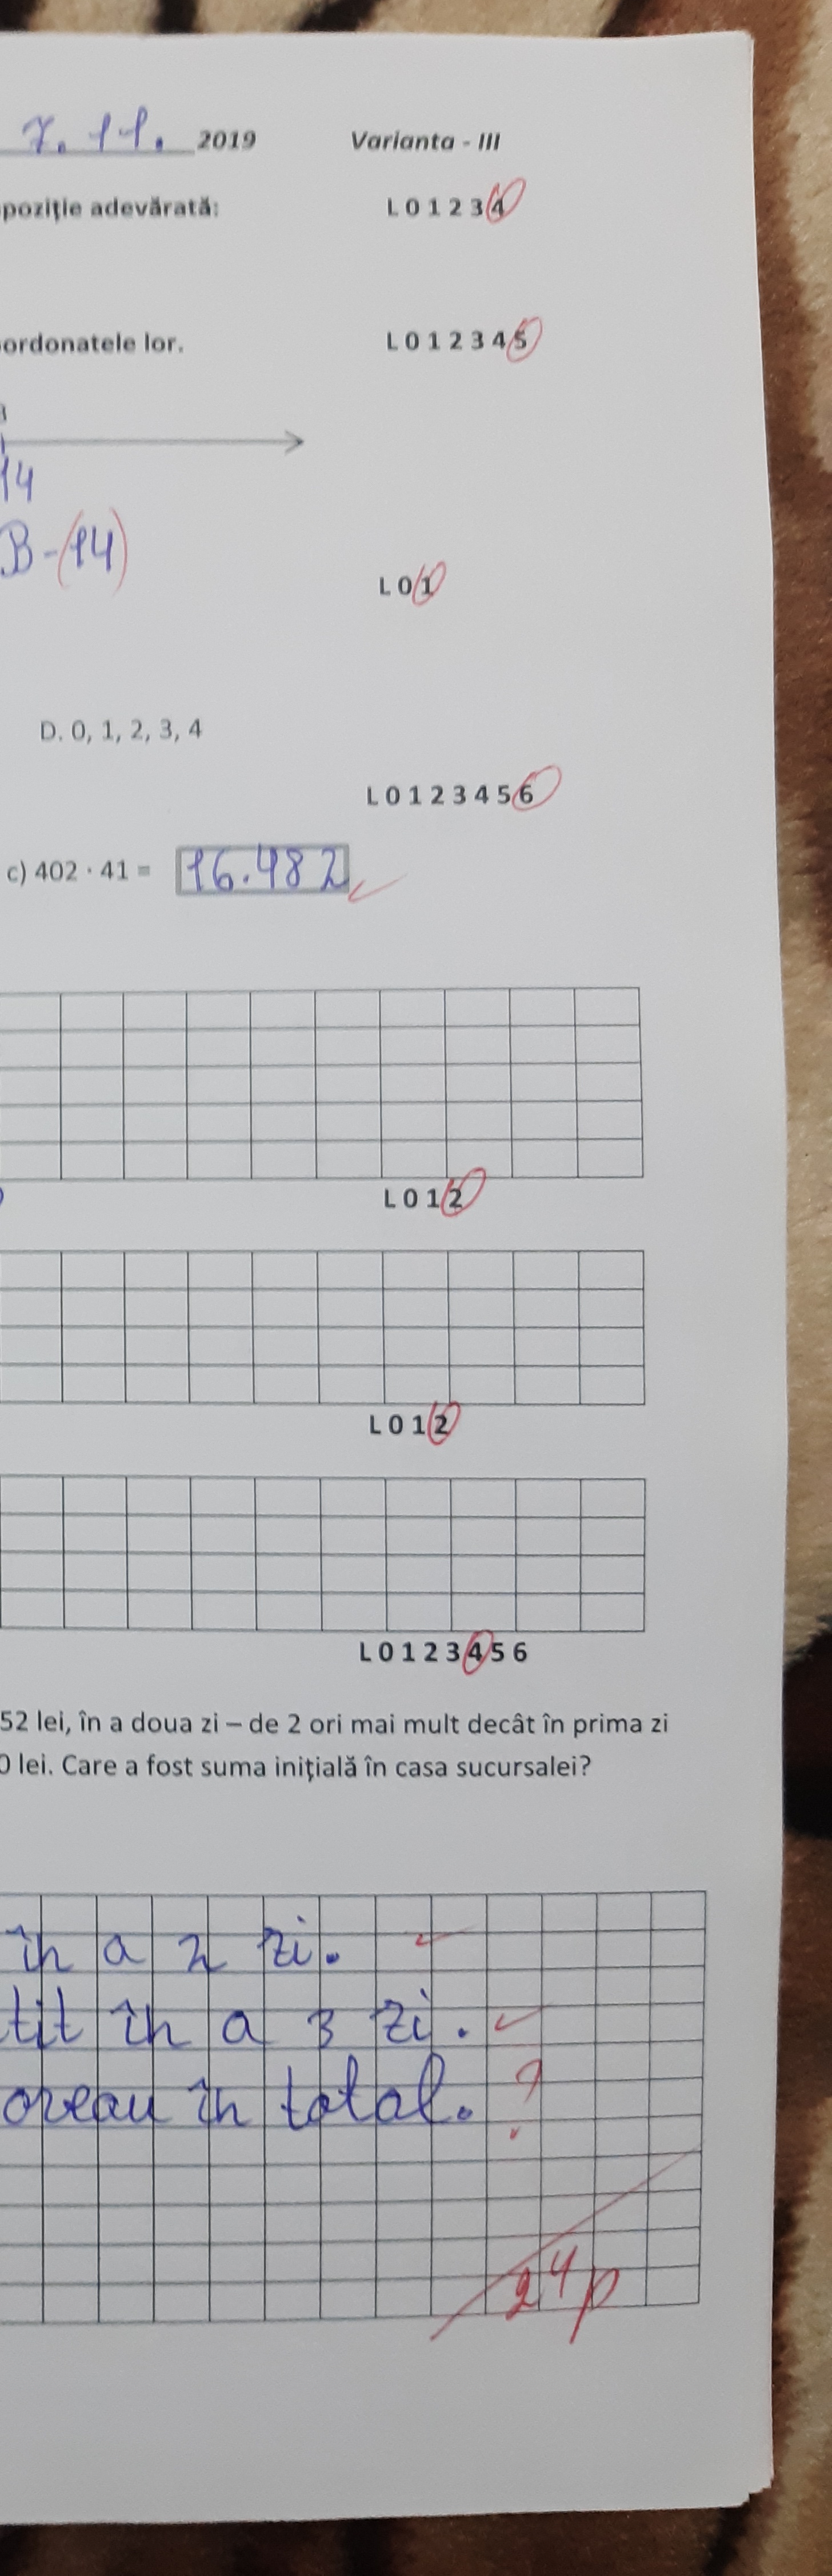 7.11. 2019 Varianta - III
poziție adevărată: L 0 1 2 3 4
ordonatele lor. L 0 1 2 3 4 5
14
B-(14)
L 0 1
D. 0, 1, 2, 3, 4
L 0 1 2 3 4 5 6
c) 402 · 41 = 16.482
L 0 1 2
L 0 1 2
L 0 1 2 3 4 5 6
52 lei, în a doua zi – de 2 ori mai mult decât în prima zi
0 lei. Care a fost suma inițială în casa sucursalei?
în a 2 zi.
tit în a 3 zi.
oreau în total. ?
24p